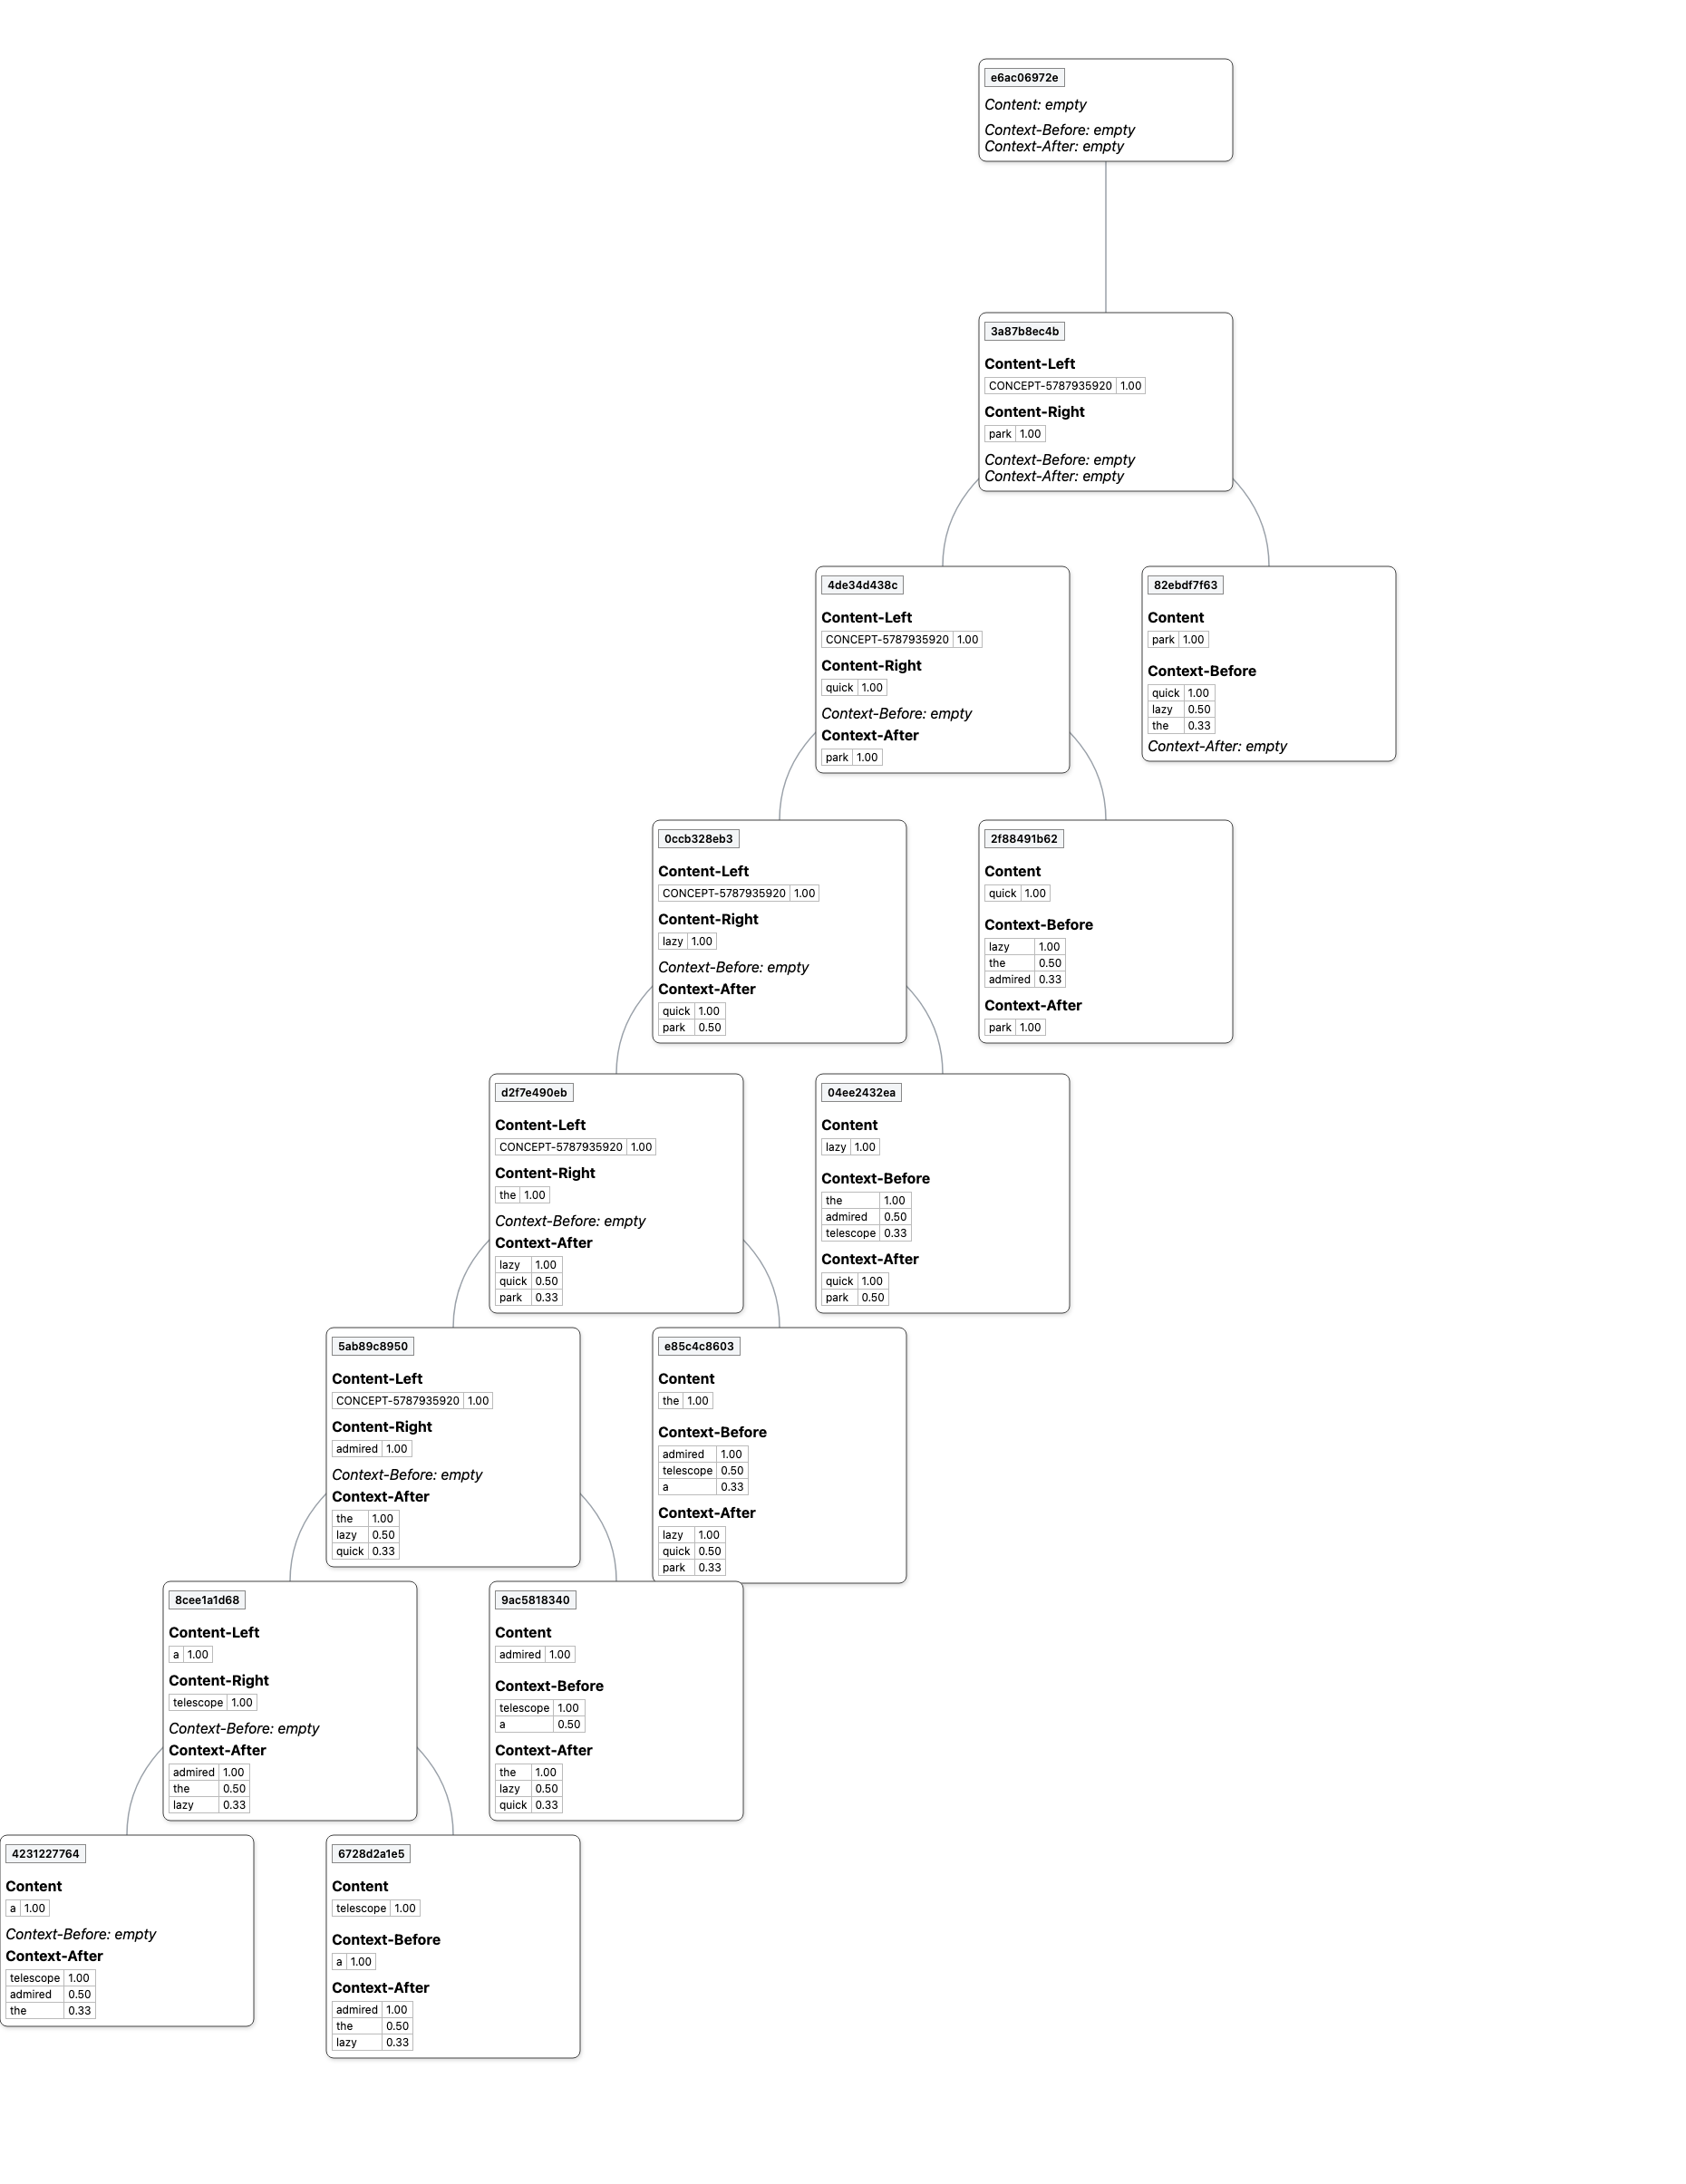 e6ac06972e
Content: empty
Context-Before: empty
Context-After: empty
3a87b8ec4b
Content-Left
CONCEPT-5787935920 1.00
Content-Right
park 1.00
Context-Before: empty
Context-After: empty
4de34d438c
Content-Left
CONCEPT-5787935920 1.00
Content-Right
quick 1.00
Context-Before: empty
Context-After
park 1.00
82ebdf7f63
Content
park 1.00
Context-Before
quick 1.00
lazy 0.50
the 0.33
Context-After: empty
0ccb328eb3
Content-Left
CONCEPT-5787935920 1.00
Content-Right
lazy 1.00
Context-Before: empty
Context-After
quick 1.00
park 0.50
2f88491b62
Content
quick 1.00
Context-Before
lazy 1.00
the 0.50
admired 0.33
Context-After
park 1.00
d2f7e490eb
Content-Left
CONCEPT-5787935920 1.00
Content-Right
the 1.00
Context-Before: empty
Context-After
lazy 1.00
quick 0.50
park 0.33
04ee2432ea
Content
lazy 1.00
Context-Before
the 1.00
admired 0.50
telescope 0.33
Context-After
quick 1.00
park 0.50
5ab89c8950
Content-Left
CONCEPT-5787935920 1.00
Content-Right
admired 1.00
Context-Before: empty
Context-After
the 1.00
lazy 0.50
quick 0.33
e85c4c8603
Content
the 1.00
Context-Before
admired 1.00
telescope 0.50
a 0.33
Context-After
lazy 1.00
quick 0.50
park 0.33
8cee1a1d68
Content-Left
a 1.00
Content-Right
telescope 1.00
Context-Before: empty
Context-After
admired 1.00
the 0.50
lazy 0.33
9ac5818340
Content
admired 1.00
Context-Before
telescope 1.00
a 0.50
Context-After
the 1.00
lazy 0.50
quick 0.33
4231227764
Content
a 1.00
Context-Before: empty
Context-After
telescope 1.00
admired 0.50
the 0.33
6728d2a1e5
Content
telescope 1.00
Context-Before
a 1.00
Context-After
admired 1.00
the 0.50
lazy 0.33